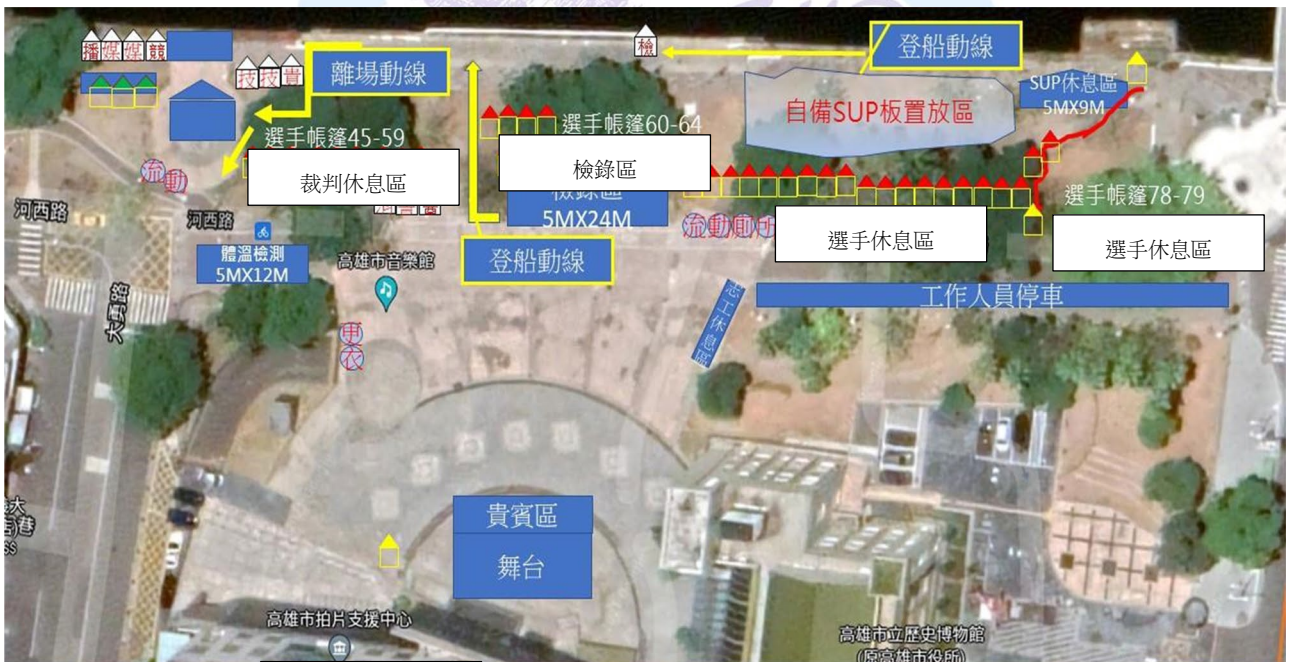 播 媒 媒 競
技 技 貴
離場動線
檢
登船動線
SUP休息區
5MX9M
自備SUP板置放區
選手帳篷45-59
選手帳篷60-64
裁判休息區
檢錄區
檢錄區
5MX24M
流動
流動廁所
選手帳篷78-79
選手休息區
選手休息區
河西路
河西路
體溫檢測
5MX12M
高雄市音樂館
登船動線
工作人員停車
志工休息區
大勇路
更衣
貴賓區
舞台
高雄市拍片支援中心
高雄市立歷史博物館
(原高雄市役所)